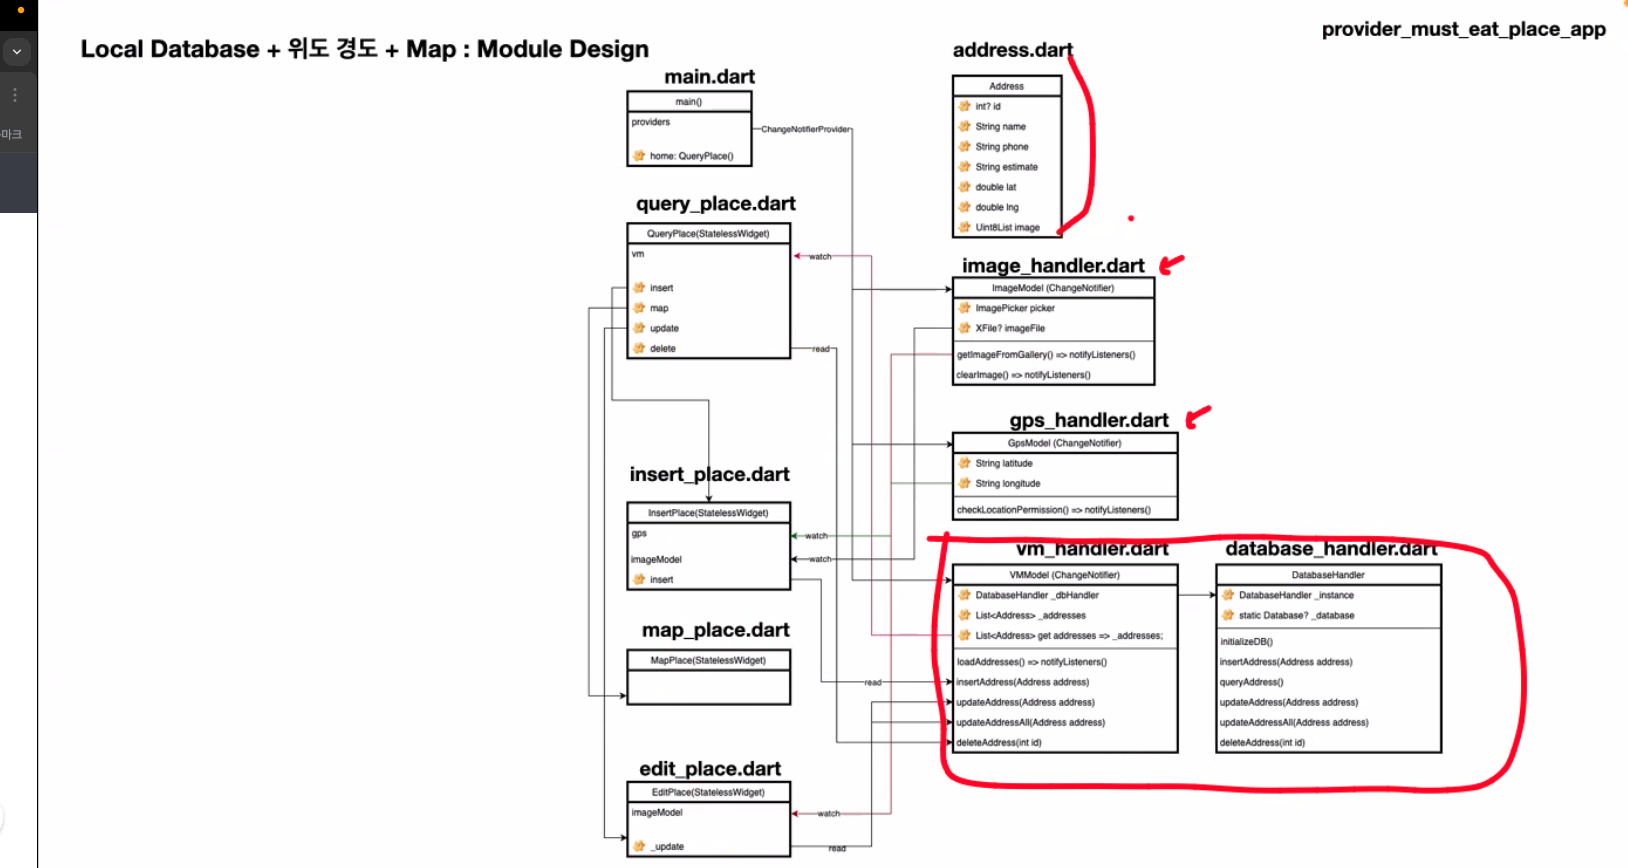 provider_must_eat_place_app
Local Database + 위도 경도 + Map : Module Design
마크
main.dart
main()
providers
home: QueryPlace()
ChangeNotifierProvider
query_place.dart
QueryPlace(StatelessWidget)
vm
insert
map
update
delete
watch
read
insert_place.dart
InsertPlace(StatelessWidget)
gps
imageModel
insert
watch
watch
read
map_place.dart
MapPlace(StatelessWidget)
edit_place.dart
EditPlace(StatelessWidget)
imageModel
_update
watch
read
address.dart
Address
int? id
String name
String phone
String estimate
double lat
double lng
Uint8List image
image_handler.dart
ImageModel (ChangeNotifier)
ImagePicker picker
XFile? imageFile
getImageFromGallery() => notifyListeners()
clearImage() => notifyListeners()
gps_handler.dart
GpsModel (ChangeNotifier)
String latitude
String longitude
checkLocationPermission() => notifyListeners()
vm_handler.dart
VMModel (ChangeNotifier)
DatabaseHandler _dbHandler
List<Address> _addresses
List<Address> get addresses => _addresses;
loadAddresses() => notifyListeners()
insertAddress(Address address)
updateAddress(Address address)
updateAddressAll(Address address)
deleteAddress(int id)
database_handler.dart
DatabaseHandler
DatabaseHandler _instance
static Database? _database
initializeDB()
insertAddress(Address address)
queryAddress()
updateAddress(Address address)
updateAddressAll(Address address)
deleteAddress(int id)